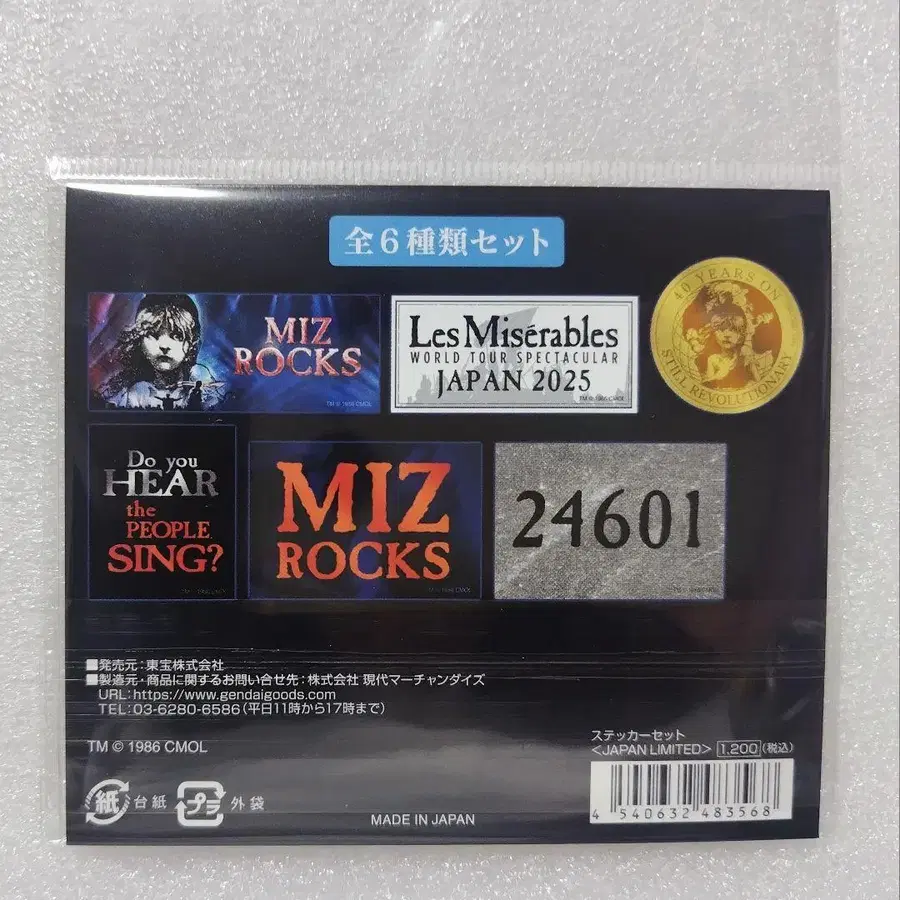 全6種類セット
MIZ
ROCKS
TM © 1986 CMOL
Les Misérables
WORLD TOUR SPECTACULAR
JAPAN 2025
TM © 1986 CMOL
40 YEARS ON
STILL REVOLUTIONARY
Do you
HEAR
the
PEOPLE
SING?
MIZ
ROCKS
24601
■発売元:東宝株式会社
■製造元・商品に関するお問い合せ先:株式会社 現代マーチャンダイズ
URL:https://www.gendaigoods.com
TEL:03-6280-6586(平日11時から17時まで)
TM © 1986 CMOL
紙 台紙 プラ 外袋
MADE IN JAPAN
ステッカーセット
<JAPAN LIMITED> 1,200(税込)
4 540632 483568